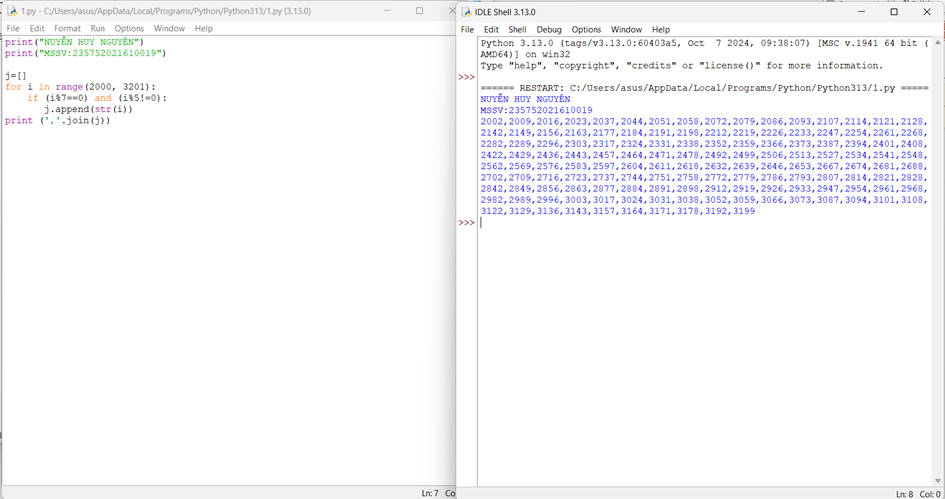 1.py - C:/Users/asus/AppData/Local/Programs/Python/Python313/1.py (3.13.0)
File Edit Format Run Options Window Help
print("NUYỄN HUY NGUYÊN")
print("MSSV:235752021610019")
j=[]
for i in range(2000, 3201):
    if (i%7==0) and (i%5!=0):
        j.append(str(i))
print (','.join(j))
Ln: 7 Co
IDLE Shell 3.13.0
File Edit Shell Debug Options Window Help
Python 3.13.0 (tags/v3.13.0:60403a5, Oct  7 2024, 09:38:07) [MSC v.1941 64 bit (
AMD64)] on win32
Type "help", "copyright", "credits" or "license()" for more information.
>>>
====== RESTART: C:/Users/asus/AppData/Local/Programs/Python/Python313/1.py =====
NUYỄN HUY NGUYÊN
MSSV:235752021610019
2002,2009,2016,2023,2037,2044,2051,2058,2072,2079,2086,2093,2107,2114,2121,2128,
2142,2149,2156,2163,2177,2184,2191,2198,2212,2219,2226,2233,2247,2254,2261,2268,
2282,2289,2296,2303,2317,2324,2331,2338,2352,2359,2366,2373,2387,2394,2401,2408,
2422,2429,2436,2443,2457,2464,2471,2478,2492,2499,2506,2513,2527,2534,2541,2548,
2562,2569,2576,2583,2597,2604,2611,2618,2632,2639,2646,2653,2667,2674,2681,2688,
2702,2709,2716,2723,2737,2744,2751,2758,2772,2779,2786,2793,2807,2814,2821,2828,
2842,2849,2856,2863,2877,2884,2891,2898,2912,2919,2926,2933,2947,2954,2961,2968,
2982,2989,2996,3003,3017,3024,3031,3038,3052,3059,3066,3073,3087,3094,3101,3108,
3122,3129,3136,3143,3157,3164,3171,3178,3192,3199
>>>
Ln: 8 Col: 0